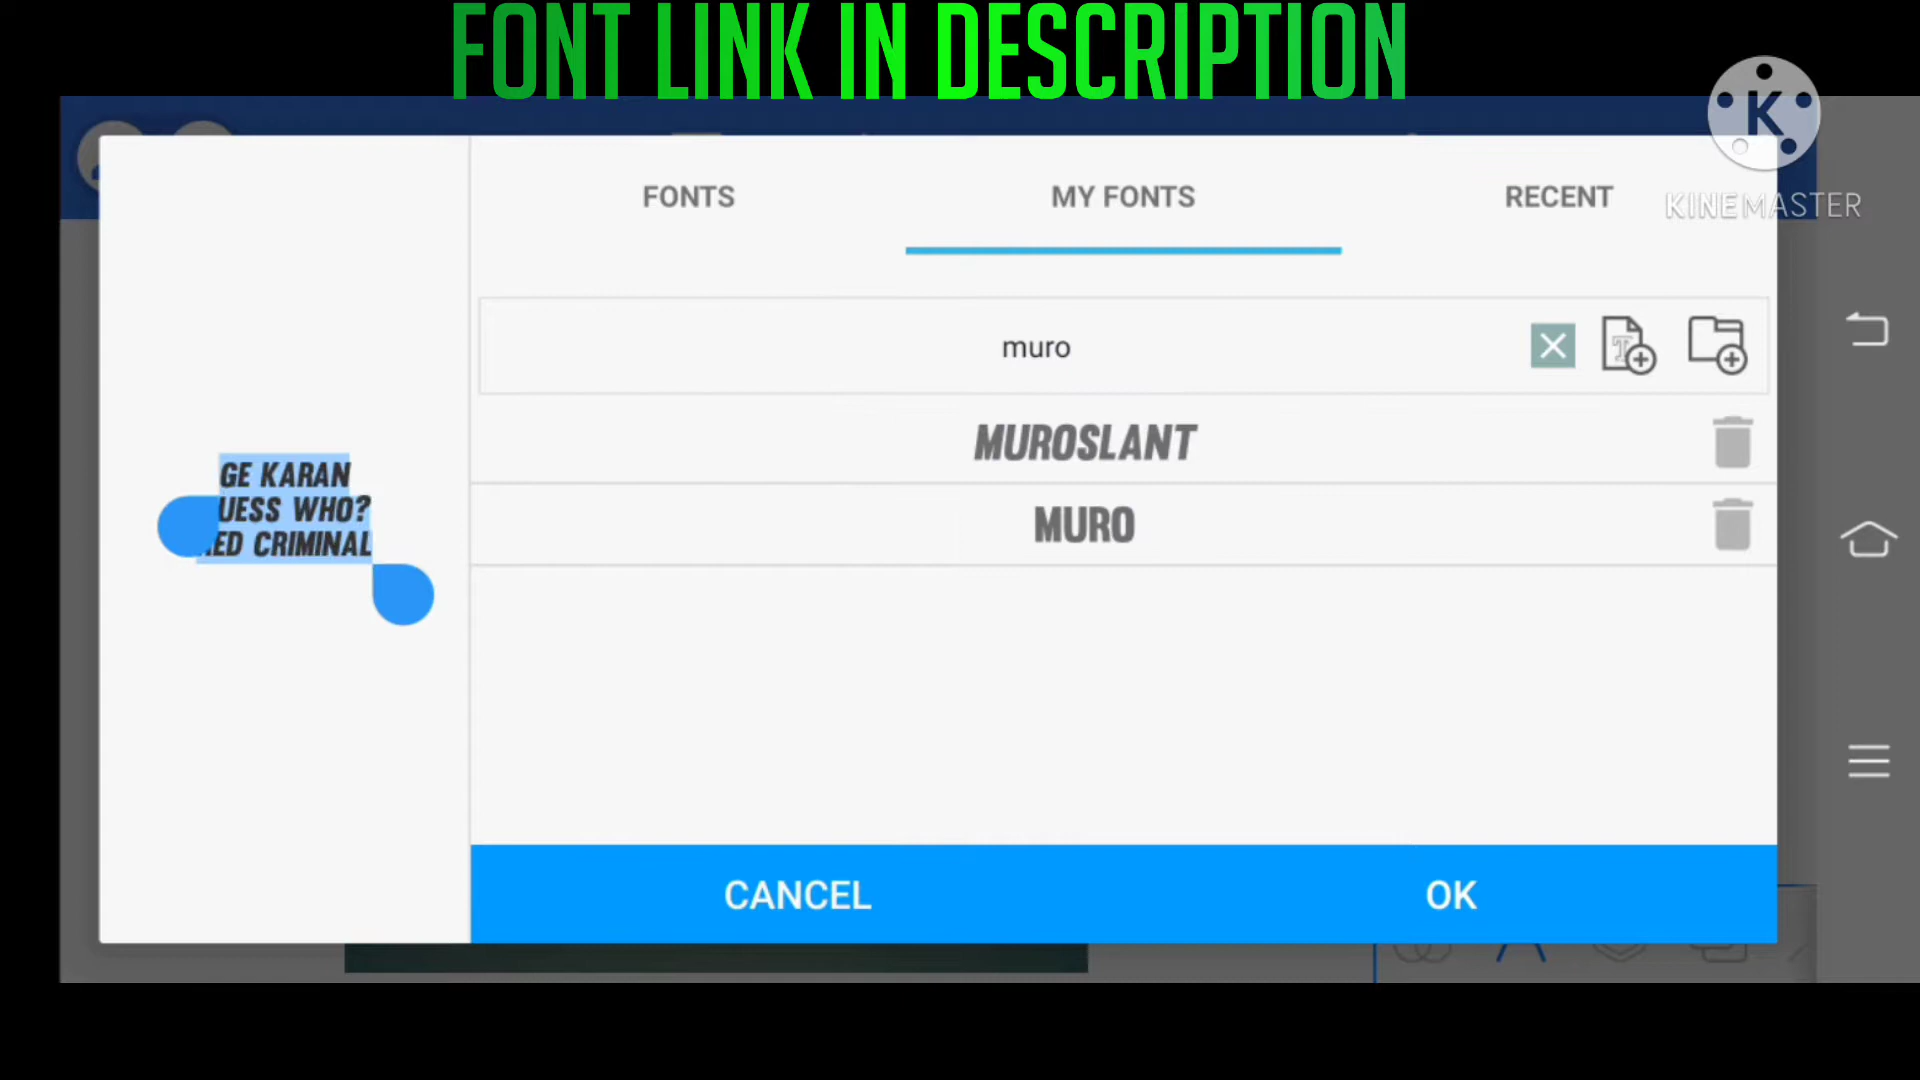 FONT LINK IN DESCRIPTION
K
KINEMASTER
FONTS
MY FONTS
RECENT
muro
MUROSLANT
MURO
GE KARAN
UESS WHO?
ED CRIMINAL
CANCEL
OK